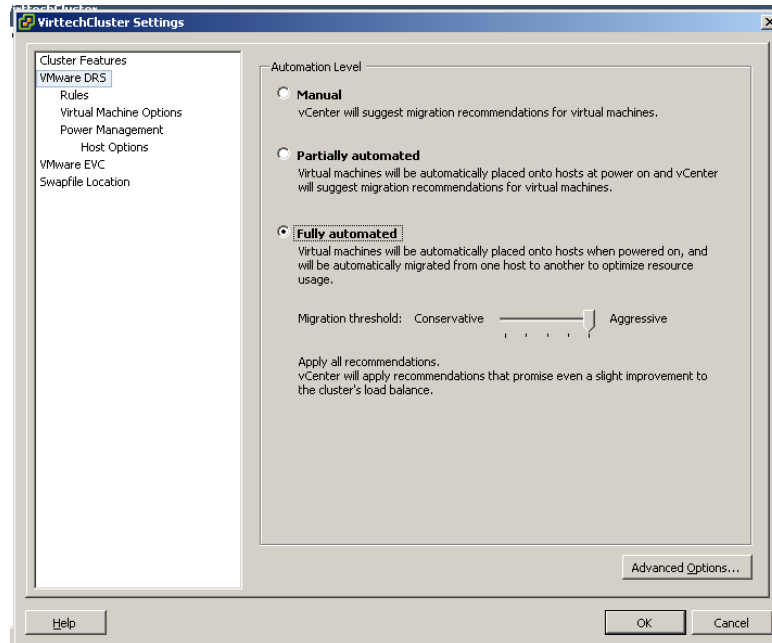 VirttechCluster
VirttechCluster Settings
Cluster Features
VMware DRS
Rules
Virtual Machine Options
Power Management
Host Options
VMware EVC
Swapfile Location
Automation Level
Manual
vCenter will suggest migration recommendations for virtual machines.
Partially automated
Virtual machines will be automatically placed onto hosts at power on and vCenter
will suggest migration recommendations for virtual machines.
Fully automated
Virtual machines will be automatically placed onto hosts when powered on, and
will be automatically migrated from one host to another to optimize resource
usage.
Migration threshold: Conservative Aggressive
Apply all recommendations.
vCenter will apply recommendations that promise even a slight improvement to
the cluster's load balance.
Advanced Options...
Help OK Cancel